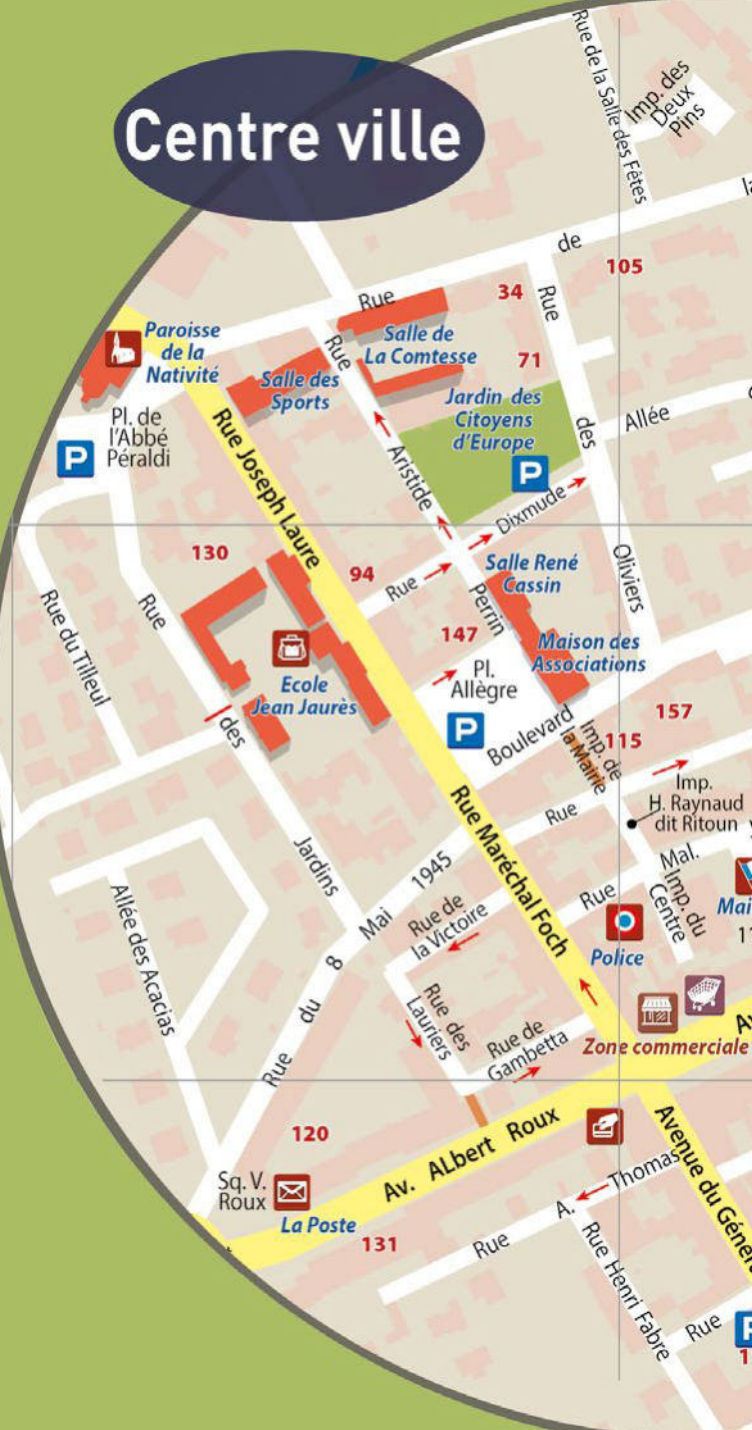 Centre ville
Rue de la Salle des Fêtes
Imp. des
Deux
Pins
Rue
de
105
34
Rue
des
Oliviers
Paroisse
de la
Nativité
Salle de
La Comtesse
Salle des
Sports
71
Rue
Aristide
Perrin
Jardin des
Citoyens
d'Europe
Allée
Pl. de
l'Abbé
Péraldi
P
P
Rue Joseph Laure
Rue
Dixmude
130
94
Salle René
Cassin
147
Maison des
Associations
Rue du Tilleul
Rue
des
Jardins
Ecole
Jean Jaurès
Pl.
Allègre
P
Boulevard
Imp. de
la Mairie
115
157
Imp.
H. Raynaud
dit Ritoun
Rue
Rue Maréchal Foch
Rue
Mal.
Imp. du
Centre
Mai
11
Police
Rue de
la Victoire
Rue du 8 Mai 1945
Allée des Acacias
Rue des
Lauriers
Rue de
Gambetta
Zone commerciale
Av
120
Av. ALbert Roux
Sq. V.
Roux
La Poste
131
Rue A. Thomas
Avenue du Géner
Rue Henri Fabre
Rue
P
1